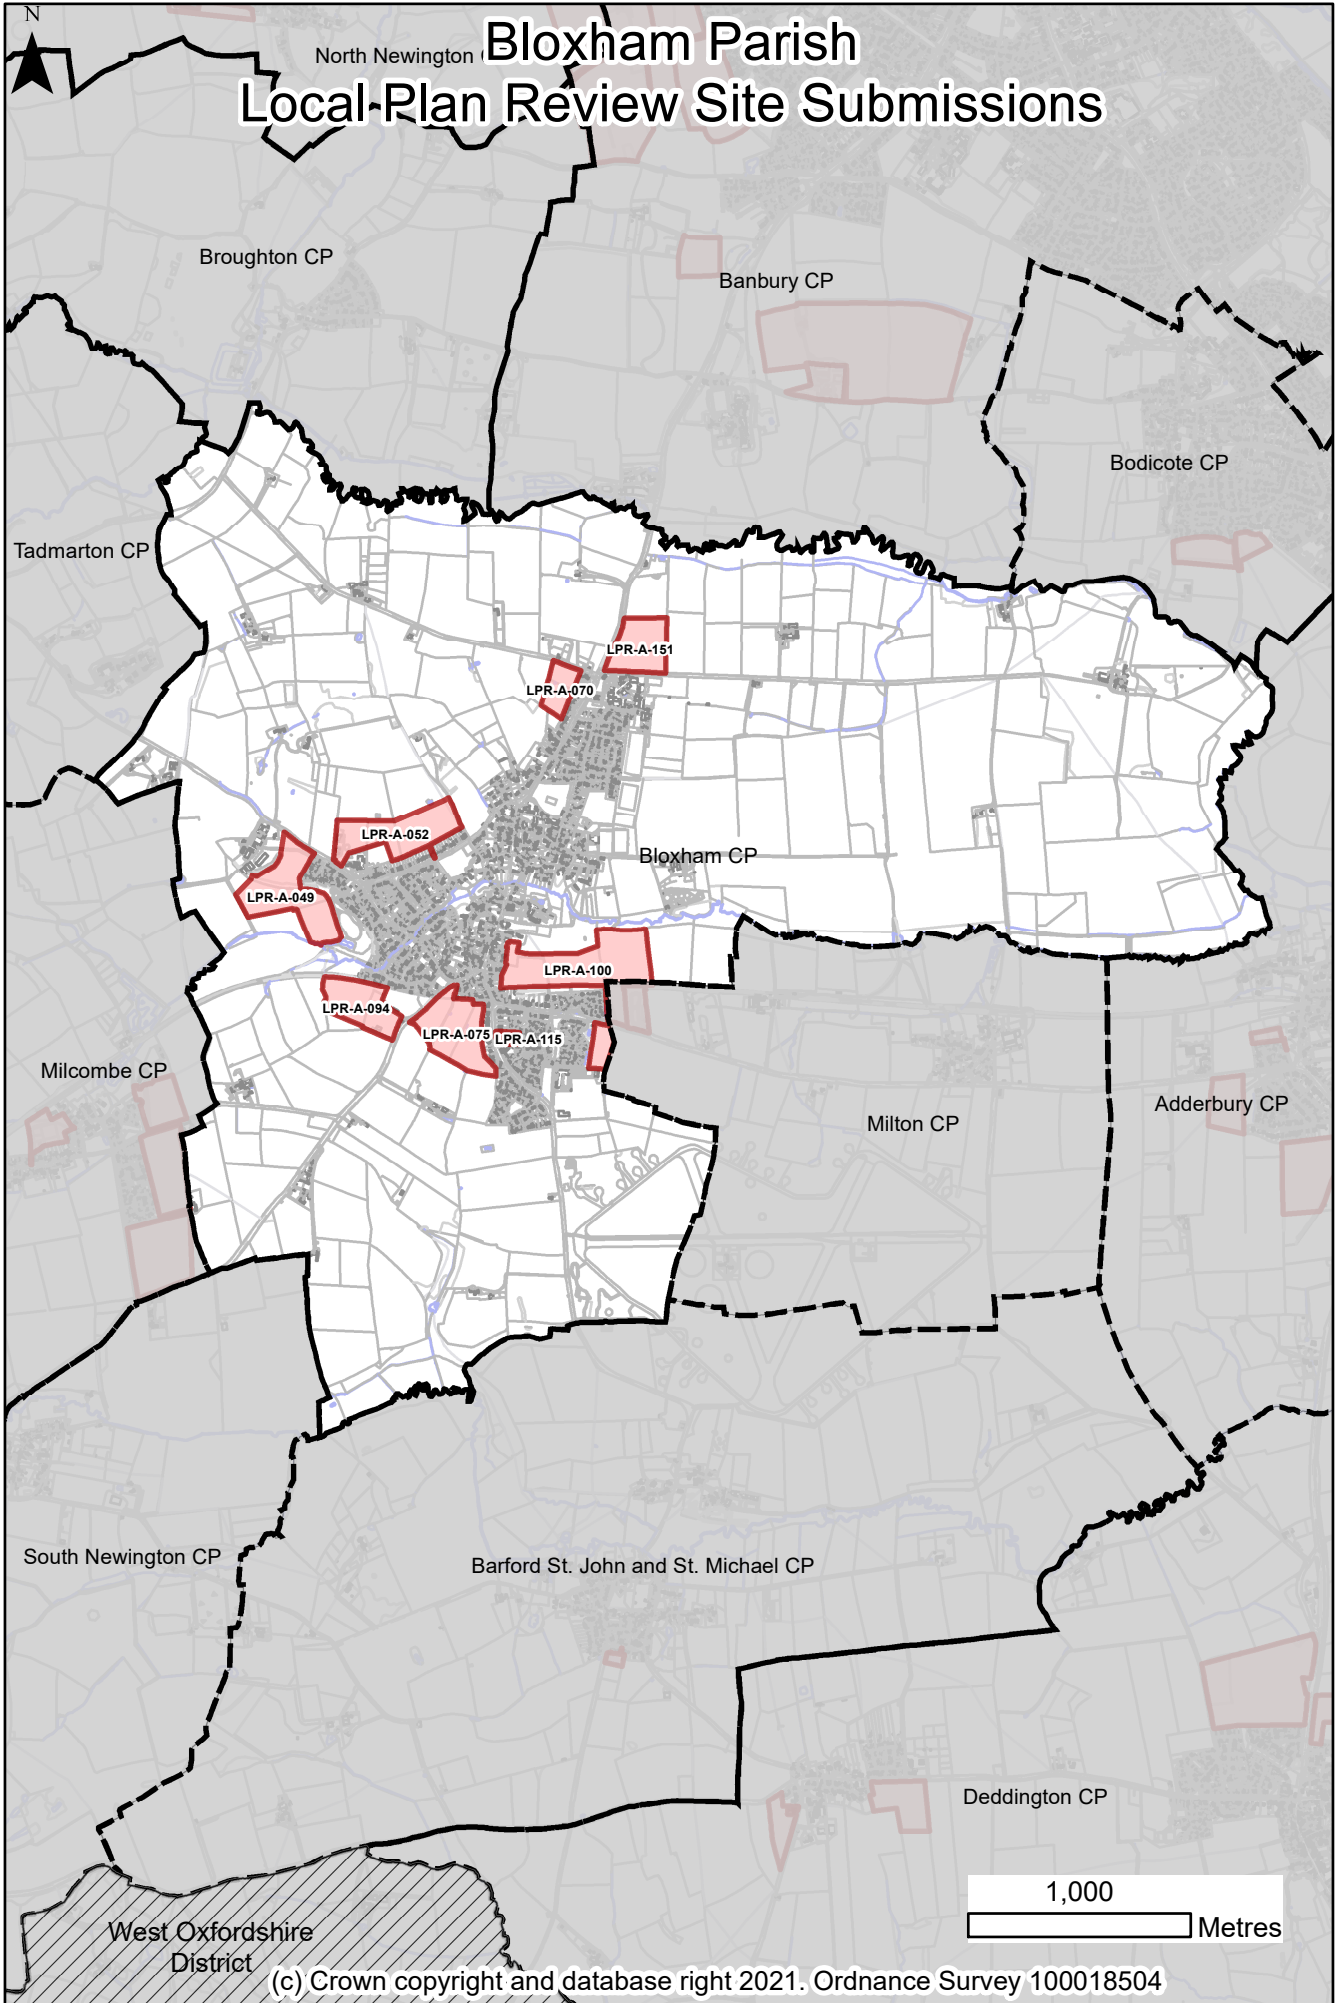 N
Bloxham Parish
Local Plan Review Site Submissions
North Newington
Broughton CP
Banbury CP
Bodicote CP
Tadmarton CP
LPR-A-151
LPR-A-070
LPR-A-052
Bloxham CP
LPR-A-049
LPR-A-100
LPR-A-094
LPR-A-075
LPR-A-115
Milcombe CP
Adderbury CP
Milton CP
South Newington CP
Barford St. John and St. Michael CP
Deddington CP
1,000
Metres
West Oxfordshire
District
(c) Crown copyright and database right 2021. Ordnance Survey 100018504